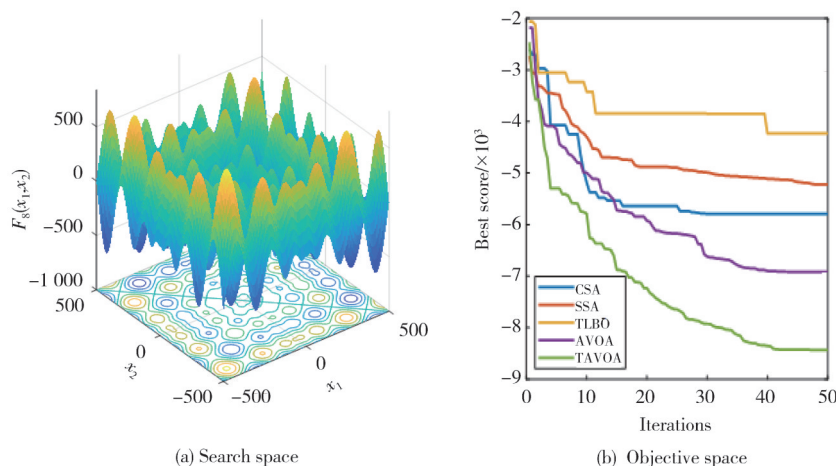 500
0
−500
−1 000
F8(x1,x2)
500
0
−500
x2
−500
0
500
x1
(a) Search space
−2
−3
−4
−5
−6
−7
−8
−9
Best score/×10³
CSA
SSA
TLBO
AVOA
TAVOA
0
10
20
30
40
50
Iterations
(b) Objective space